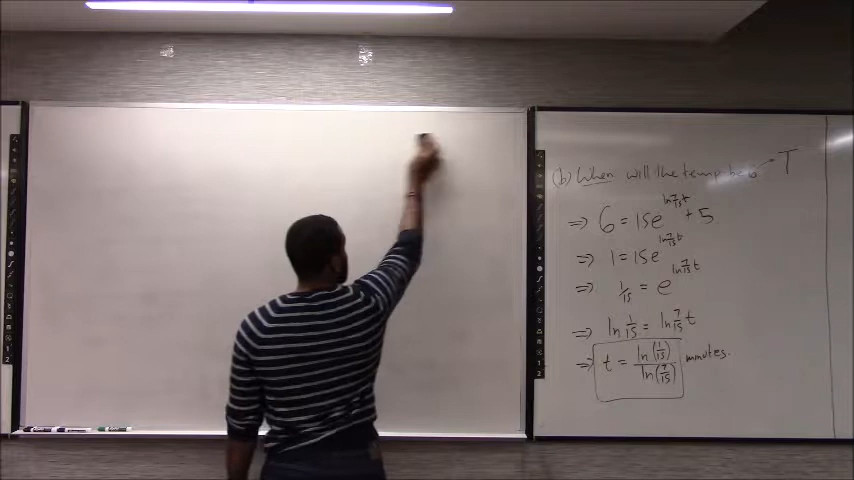 (b) When will the temp be 6 → T
⇒ 6 = 15e^{ln 7/15 t} + 5
⇒ 1 = 15e^{ln 7/15 t}
⇒ 1/15 = e^{ln 7/15 t}
⇒ ln 1/15 = ln 7/15 t
⇒ t = ln(1/15) / ln(7/15) minutes.